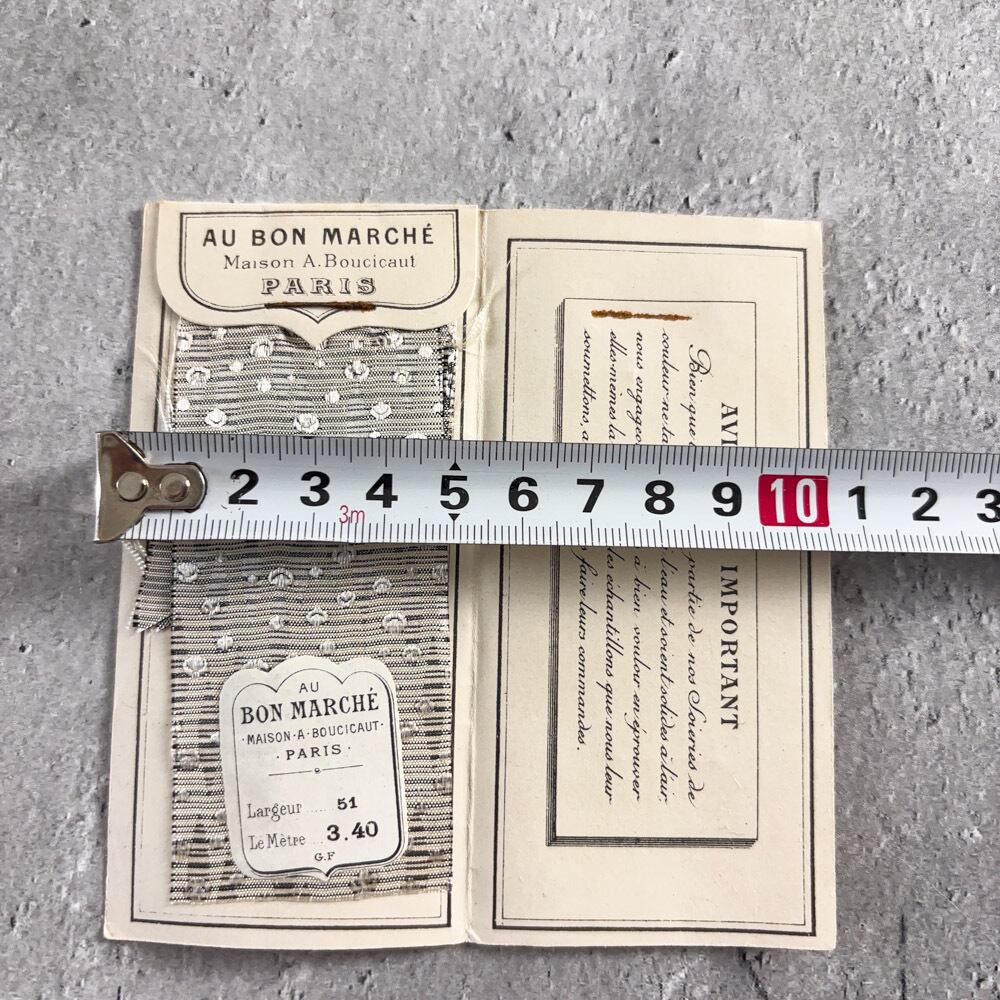 AU BON MARCHÉ
Maison A. Boucicaut
PARIS
2 3 4 5 6 7 8 9 10 1 2 3
3m
AU
BON MARCHÉ
·MAISON·A·BOUCICAUT·
· PARIS ·
Largeur ..... 51
Le Mètre ... 3.40
G.F
IMPORTANT
Bien que partie de nos Soieries de
couleur ne l'eau et soient solides à l'air,
nous à bien vouloir en éprouver
elles-mêmes la les échantillons que nous leur
soumettons, faire leurs commandes.